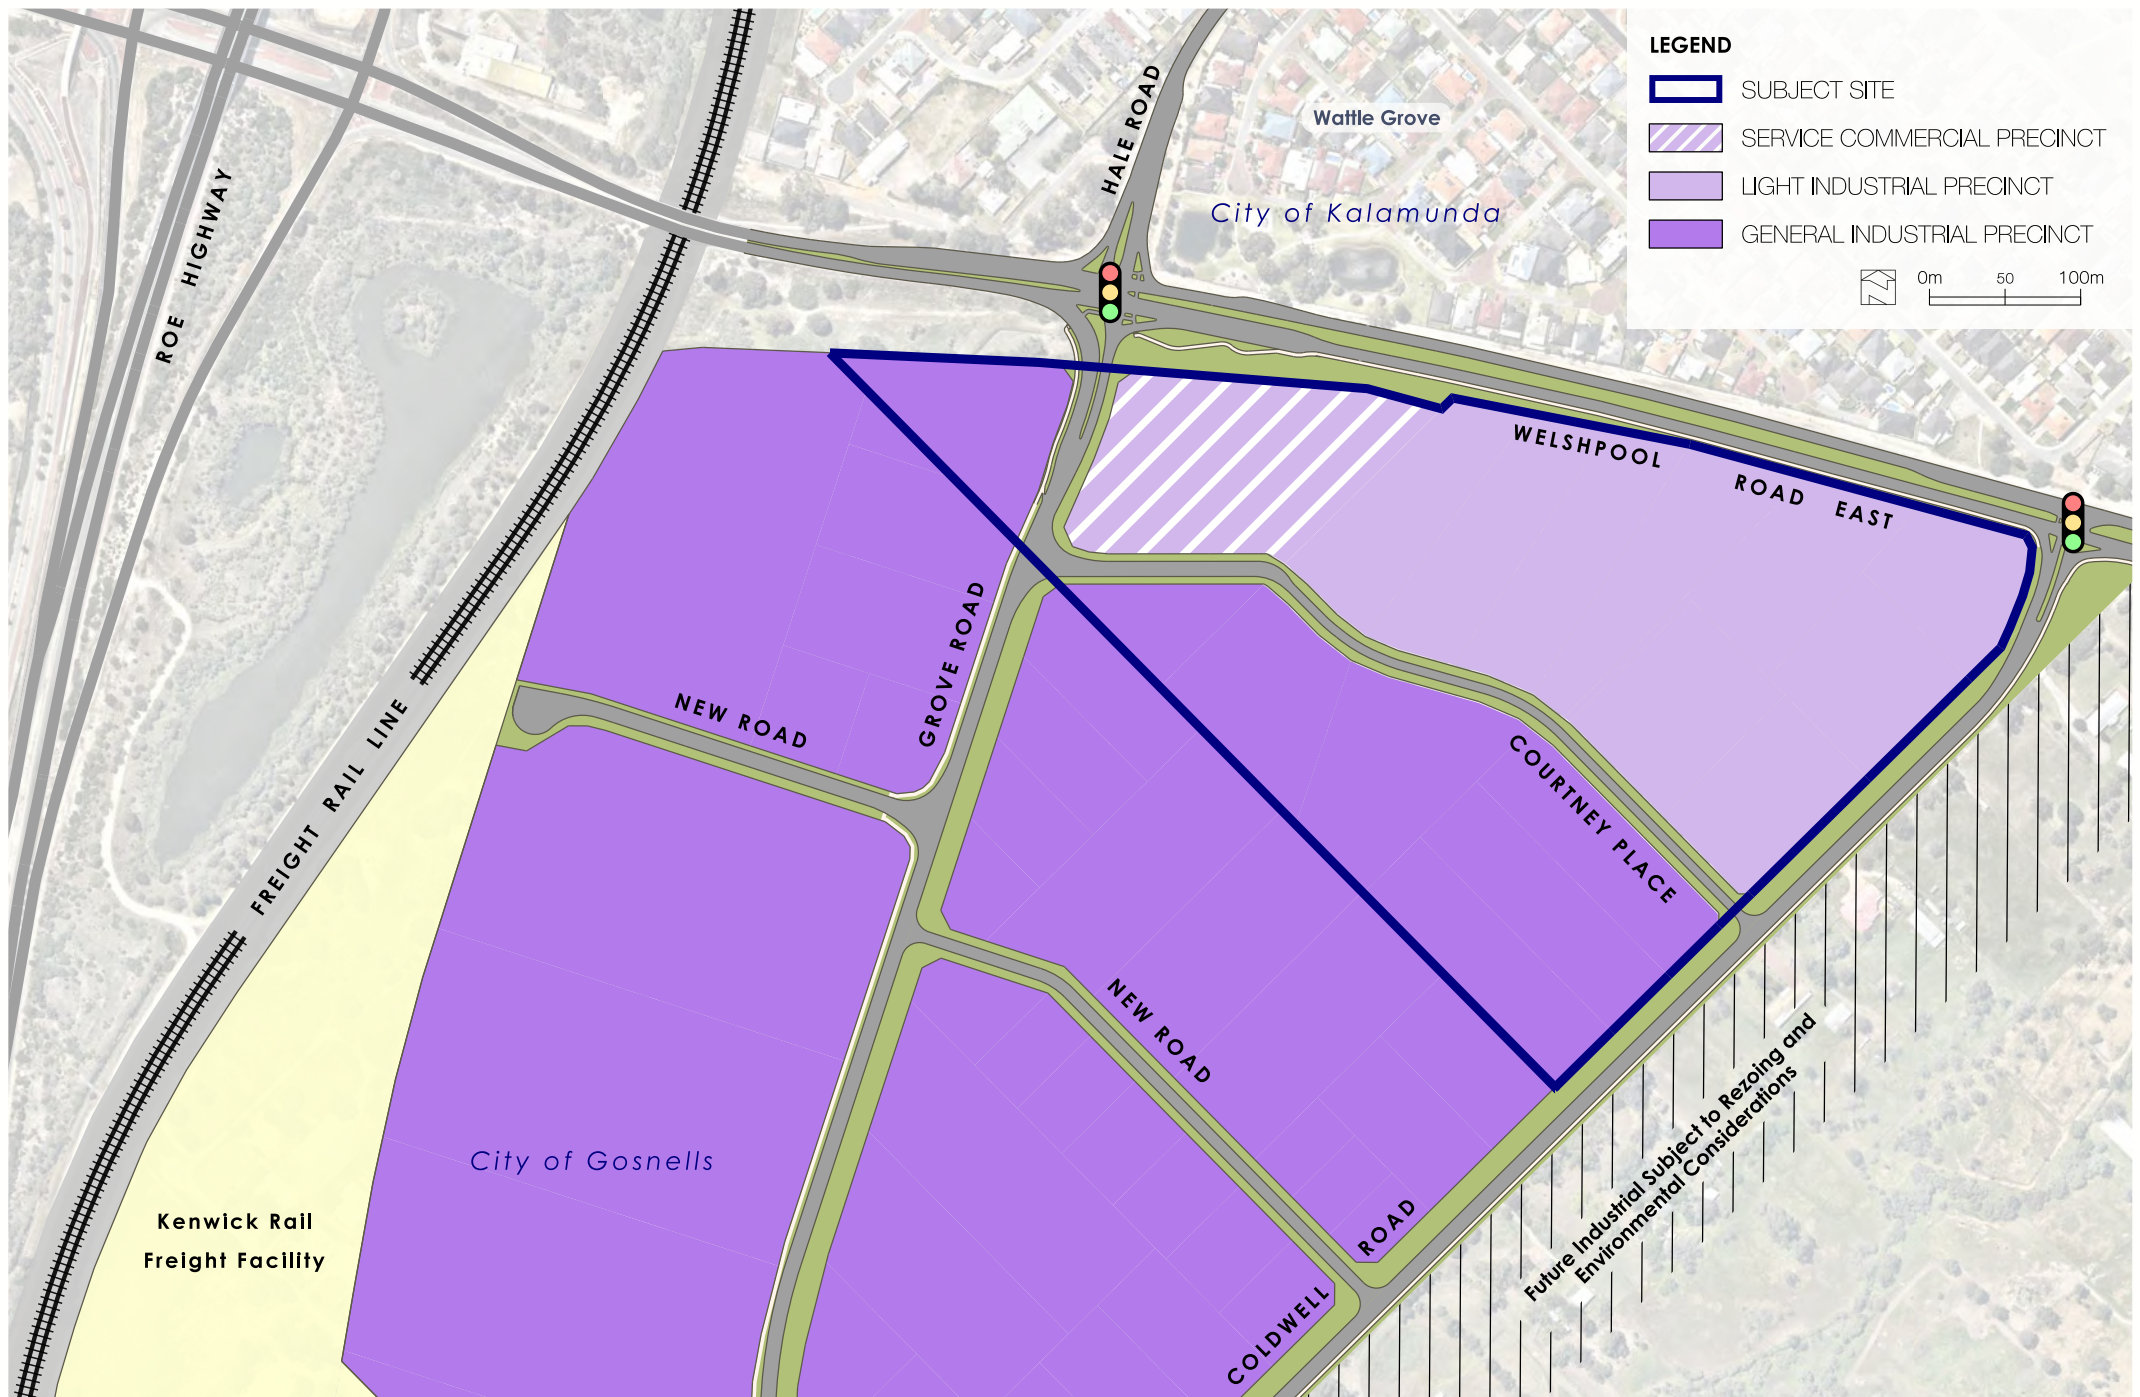 LEGEND
SUBJECT SITE
SERVICE COMMERCIAL PRECINCT
LIGHT INDUSTRIAL PRECINCT
GENERAL INDUSTRIAL PRECINCT
0m 50 100m
Wattle Grove
HALE ROAD
City of Kalamunda
ROE HIGHWAY
WELSHPOOL ROAD EAST
GROVE ROAD
NEW ROAD
FREIGHT RAIL LINE
COURTNEY PLACE
NEW ROAD
City of Gosnells
Kenwick Rail
Freight Facility
COLDWELL ROAD
Future Industrial Subject to Rezoing and
Environmental Considerations